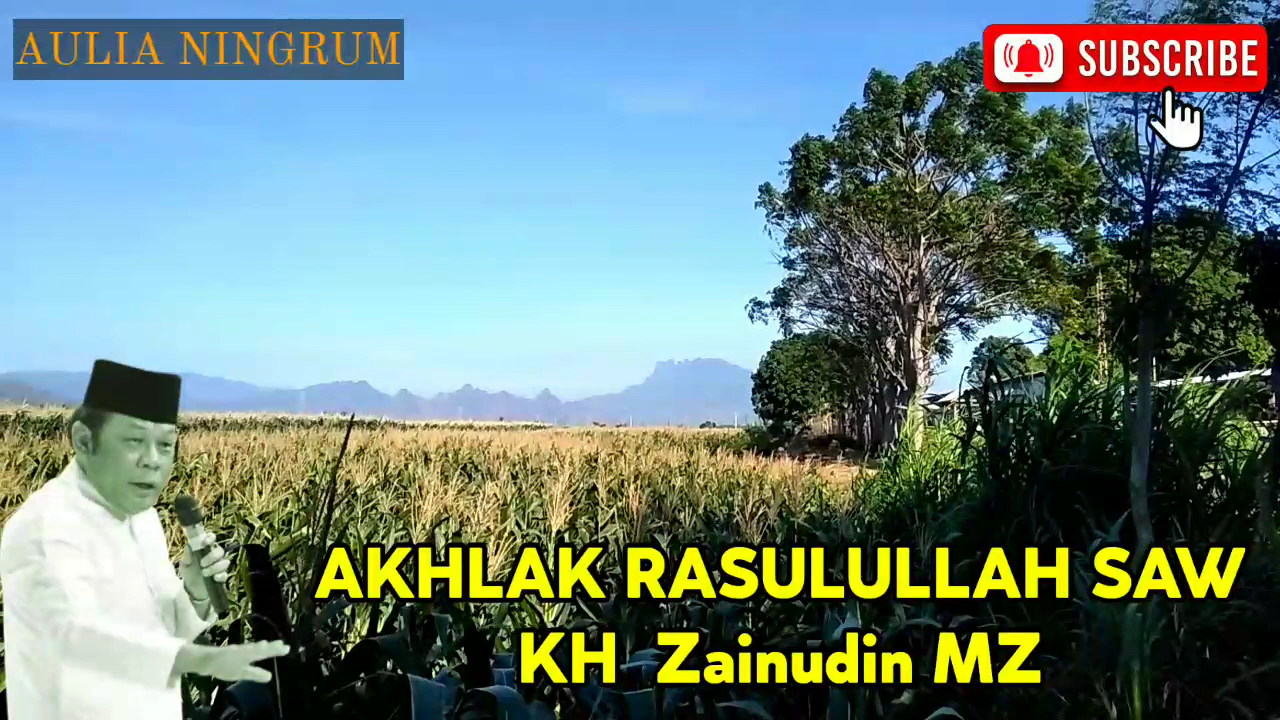 AULIA NINGRUM
SUBSCRIBE
AKHLAK RASULULLAH SAW
KH Zainudin MZ